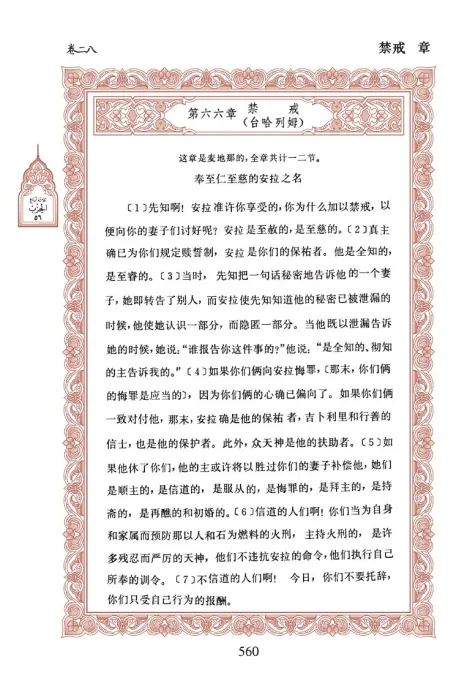 卷二八
禁戒 章
第六六章 禁 戒
(台哈列姆)
这章是麦地那的，全章共计一二节。
奉至仁至慈的安拉之名
〔1〕先知啊！安拉准许你享受的，你为什么加以禁戒，以
便向你的妻子们讨好呢？安拉是至赦的，是至慈的。〔2〕真主
确已为你们规定赎誓制，安拉是你们的保祐者。他是全知的，
是至睿的。〔3〕当时，先知把一句话秘密地告诉他的一个妻
子，她即转告了别人，而安拉使先知知道他的秘密已被泄漏的
时候，他使她认识一部分，而隐匿一部分。当他既以泄漏告诉
她的时候，她说：“谁报告你这件事的？”他说：“是全知的、彻知
的主告诉我的。”〔4〕如果你们俩向安拉悔罪，〔那末，你们俩
的悔罪是应当的〕，因为你们俩的心确已偏向了。如果你们俩
一致对付他，那末，安拉确是他的保祐者，吉卜利里和行善的
信士，也是他的保护者。此外，众天神是他的扶助者。〔5〕如
果他休了你们，他的主或许将以胜过你们的妻子补偿他，她们
是顺主的，是信道的，是服从的，是悔罪的，是拜主的，是持
斋的，是再醮的和初婚的。〔6〕信道的人们啊！你们当为自身
和家属而预防那以人和石为燃料的火刑，主持火刑的，是许
多残忍而严厉的天神，他们不违抗安拉的命令，他们执行自己
所奉的训令。〔7〕不信道的人们啊！今日，你们不要托辞，
你们只受自己行为的报酬。
الحزب
٥٦
560